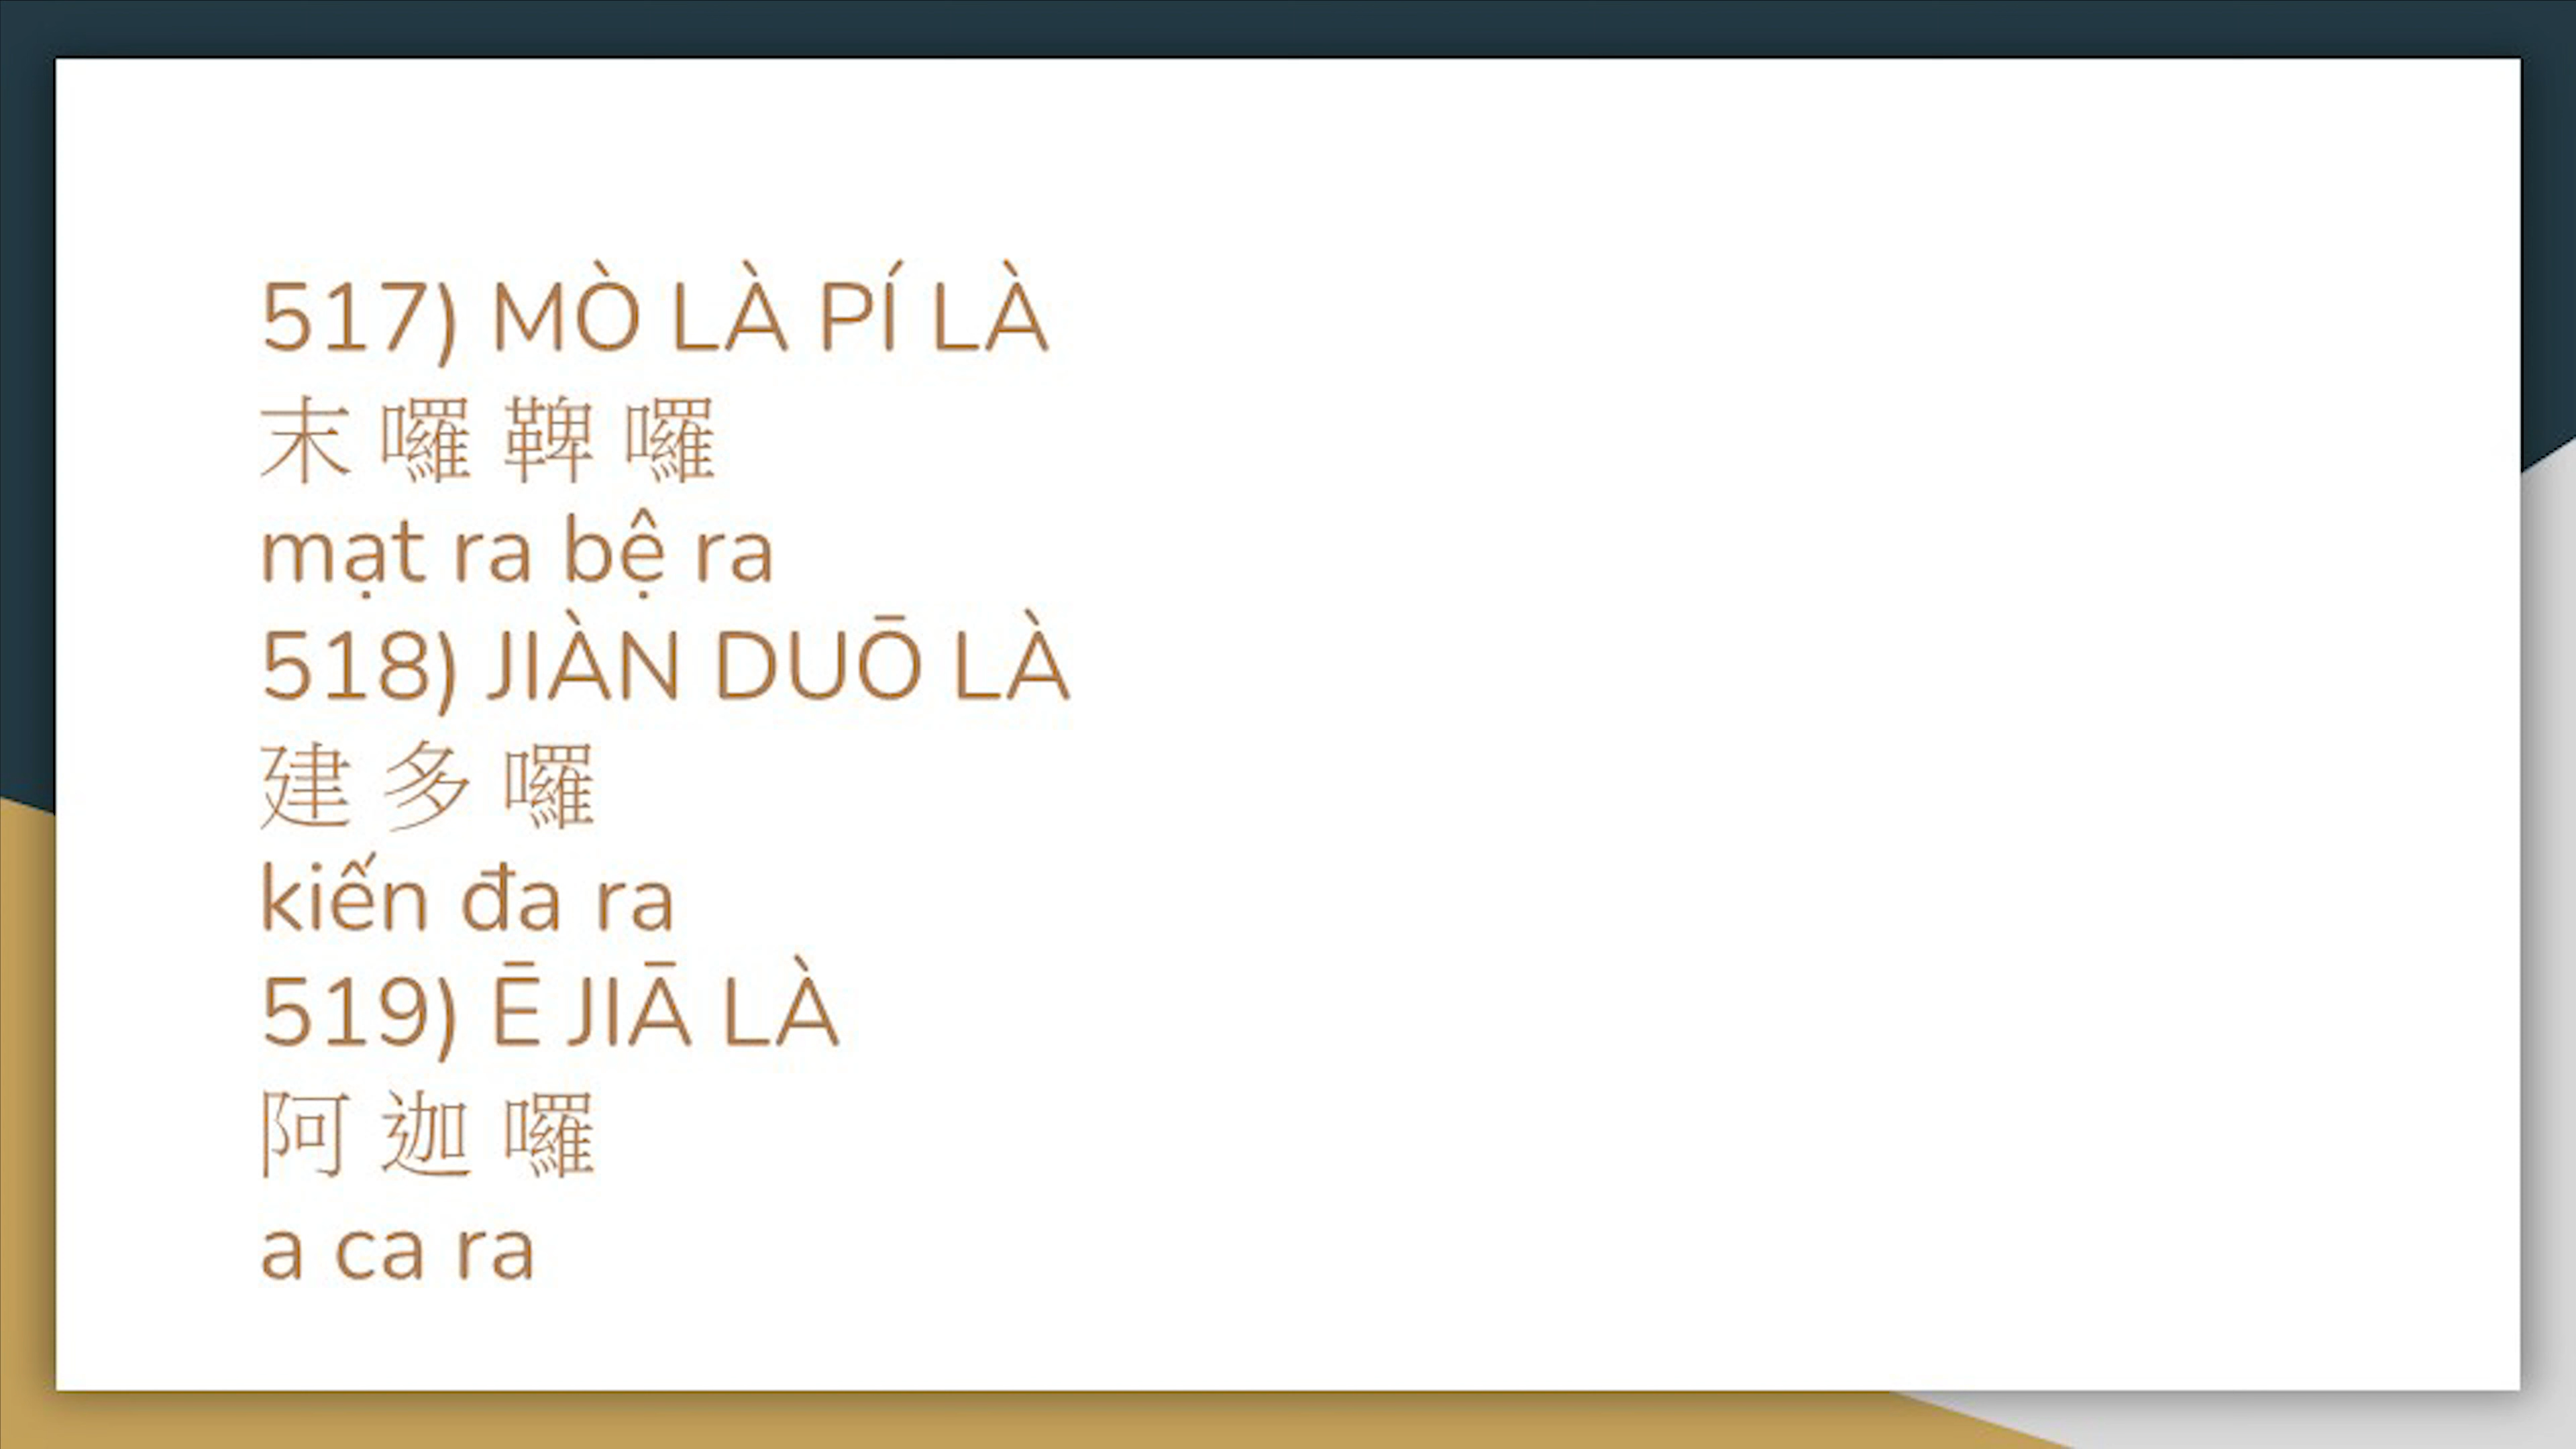 517) MÒ LÀ PÍ LÀ
末 囉 鞞 囉
mạt ra bệ ra
518) JIÀN DUŌ LÀ
建 多 囉
kiến đa ra
519) Ē JIĀ LÀ
阿 迦 囉
a ca ra